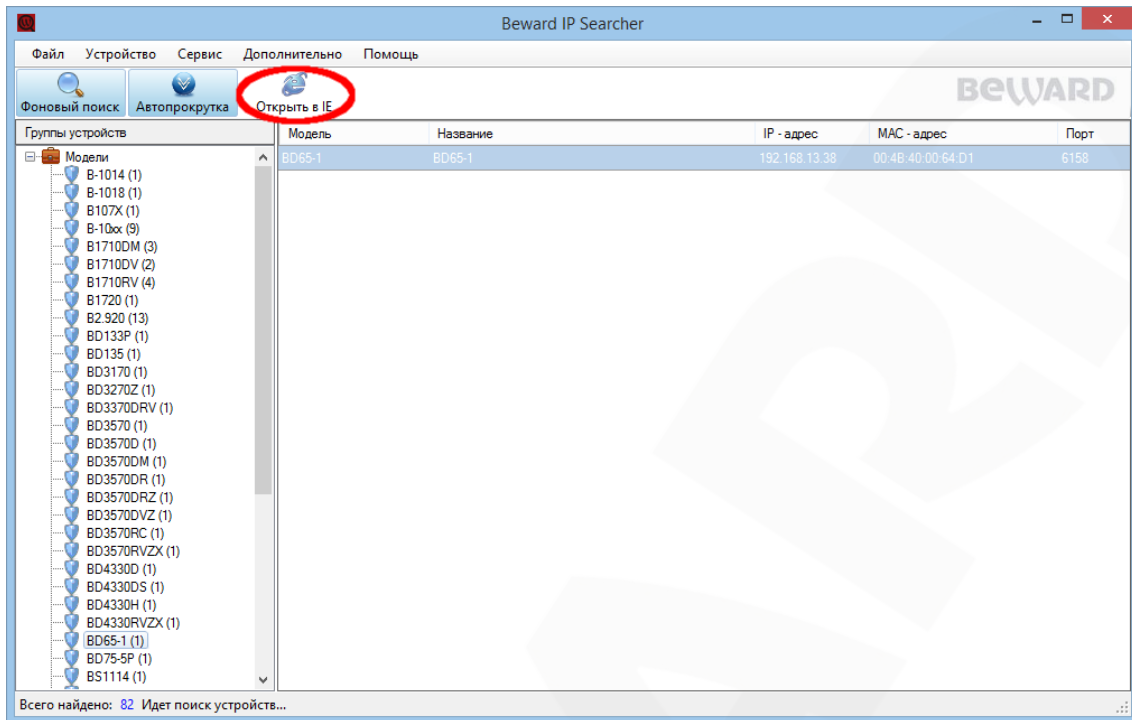 Beward IP Searcher
Файл Устройство Сервис Дополнительно Помощь
Фоновый поиск Автопрокрутка Открыть в IE BEWARD
Группы устройств Модель Название IP - адрес MAC - адрес Порт
Модели BD65-1 BD65-1 192.168.13.38 00:4B:40:00:64:D1 6158
B-1014 (1)
B-1018 (1)
B107X (1)
B-10xx (9)
B1710DM (3)
B1710DV (2)
B1710RV (4)
B1720 (1)
B2.920 (13)
BD133P (1)
BD135 (1)
BD3170 (1)
BD3270Z (1)
BD3370DRV (1)
BD3570 (1)
BD3570D (1)
BD3570DM (1)
BD3570DR (1)
BD3570DRZ (1)
BD3570DVZ (1)
BD3570RC (1)
BD3570RVZX (1)
BD4330D (1)
BD4330DS (1)
BD4330H (1)
BD4330RVZX (1)
BD65-1 (1)
BD75-5P (1)
BS1114 (1)
Всего найдено: 82 Идет поиск устройств...